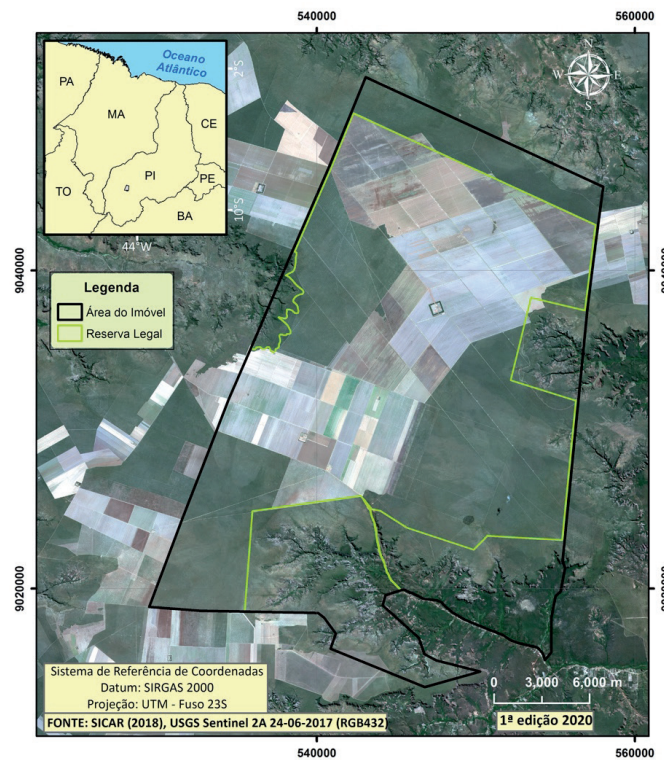 540000
560000
Oceano
Atlântico
PA
MA
CE
PI
PE
TO
BA
2°S
10°S
44°W
N
W
E
S
9040000
9040000
Legenda
Área do Imóvel
Reserva Legal
9020000
9020000
Sistema de Referência de Coordenadas
Datum: SIRGAS 2000
Projeção: UTM - Fuso 23S
FONTE: SICAR (2018), USGS Sentinel 2A 24-06-2017 (RGB432)
0 3,000 6,000 m
1ª edição 2020
540000
560000